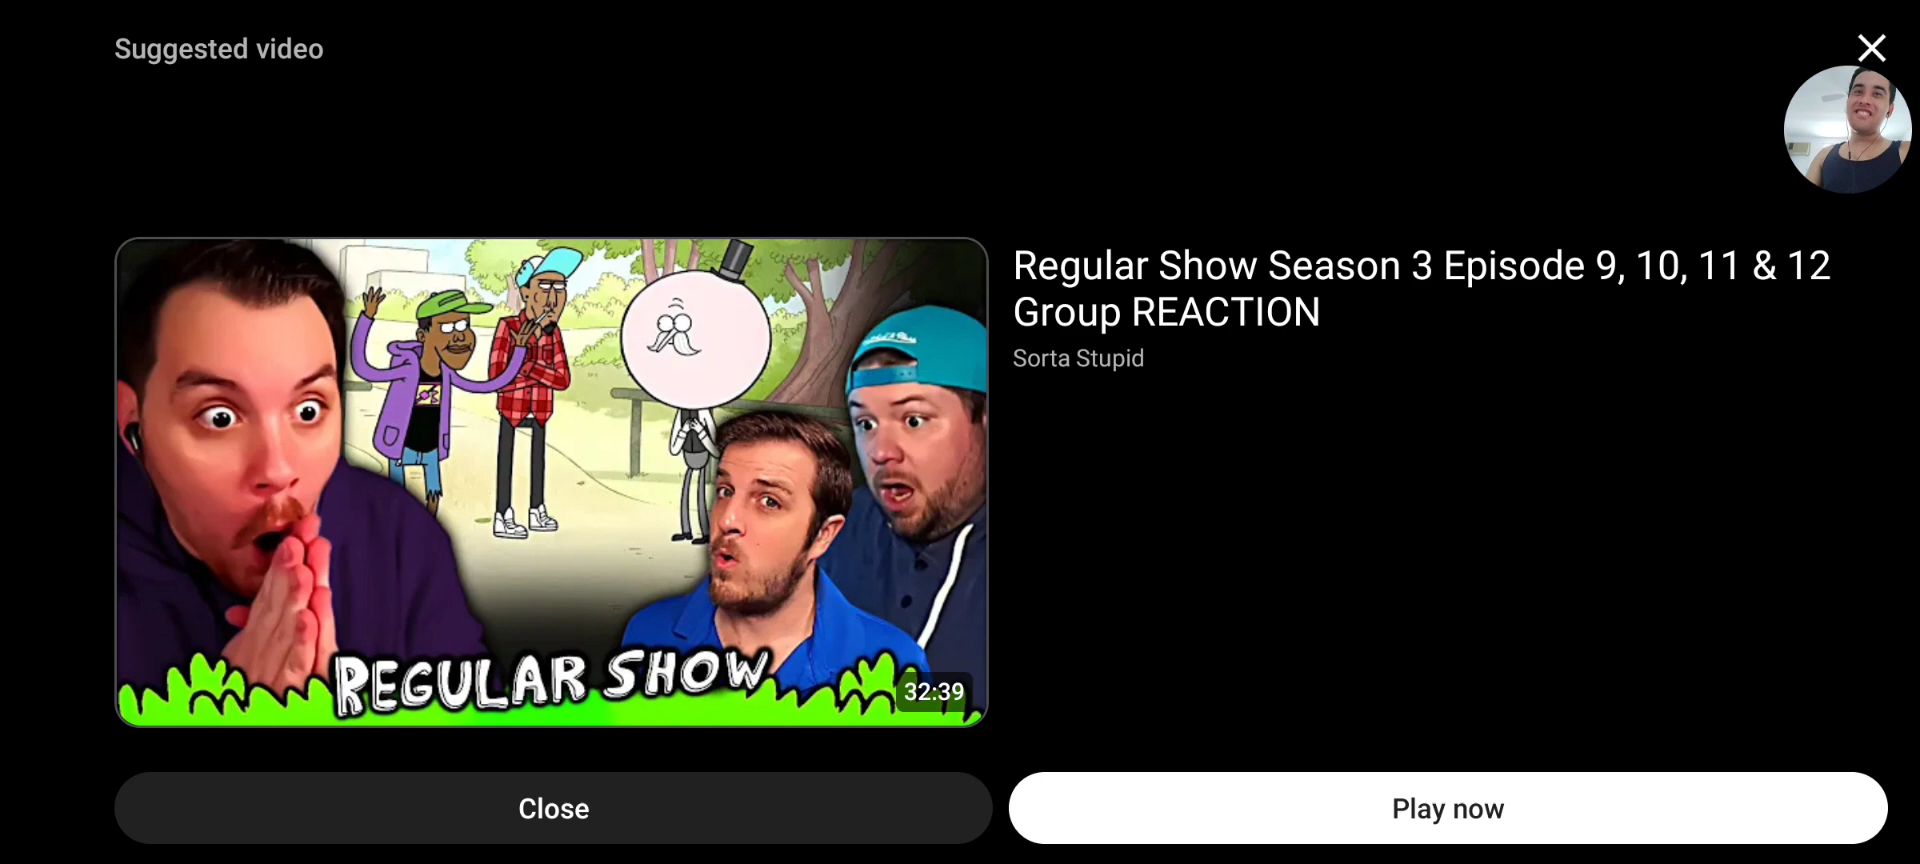 Suggested video
Regular Show Season 3 Episode 9, 10, 11 & 12
Group REACTION
Sorta Stupid
REGULAR SHOW
32:39
Close
Play now